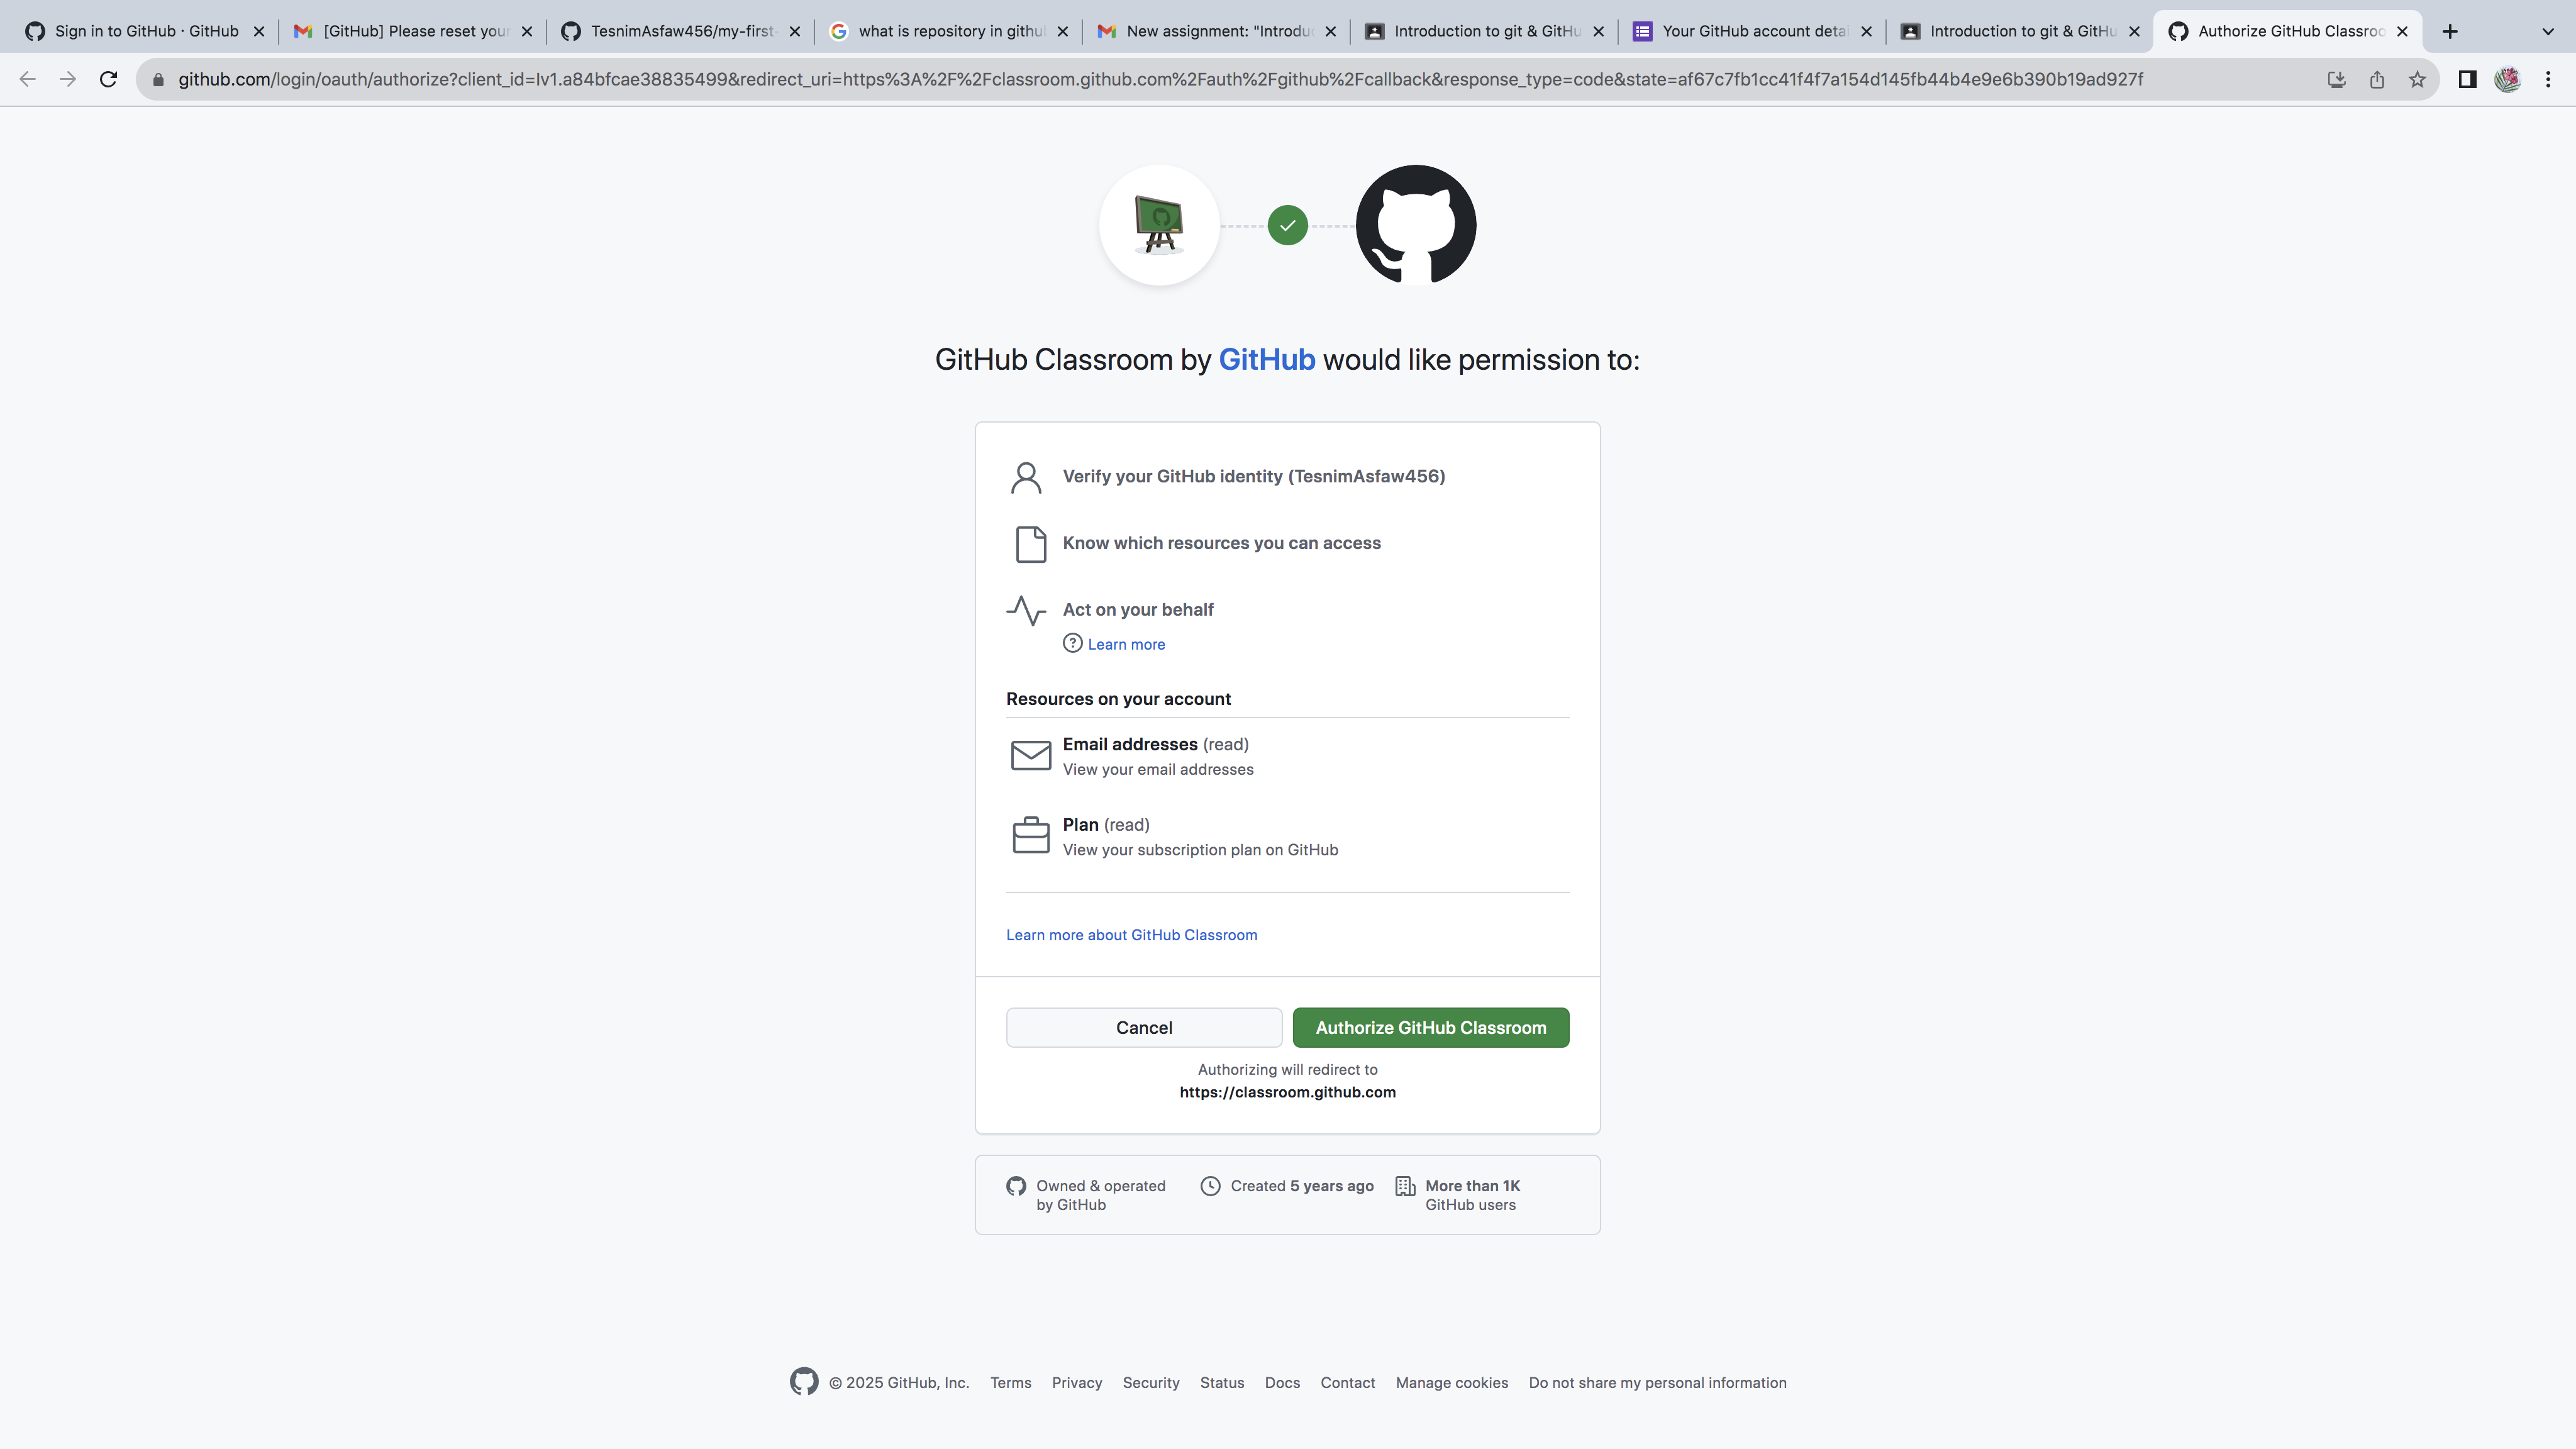 Sign in to GitHub · GitHub
[GitHub] Please reset your
TesnimAsfaw456/my-first-
what is repository in githu
New assignment: "Introdu
Introduction to git & GitHu
Your GitHub account detai
Introduction to git & GitHu
Authorize GitHub Classroo
github.com/login/oauth/authorize?client_id=Iv1.a84bfcae38835499&redirect_uri=https%3A%2F%2Fclassroom.github.com%2Fauth%2Fgithub%2Fcallback&response_type=code&state=af67c7fb1cc41f4f7a154d145fb44b4e9e6b390b19ad927f
GitHub Classroom by GitHub would like permission to:
Verify your GitHub identity (TesnimAsfaw456)
Know which resources you can access
Act on your behalf
Learn more
Resources on your account
Email addresses (read)
View your email addresses
Plan (read)
View your subscription plan on GitHub
Learn more about GitHub Classroom
Cancel
Authorize GitHub Classroom
Authorizing will redirect to
https://classroom.github.com
Owned & operated
by GitHub
Created 5 years ago
More than 1K
GitHub users
© 2025 GitHub, Inc. Terms Privacy Security Status Docs Contact Manage cookies Do not share my personal information